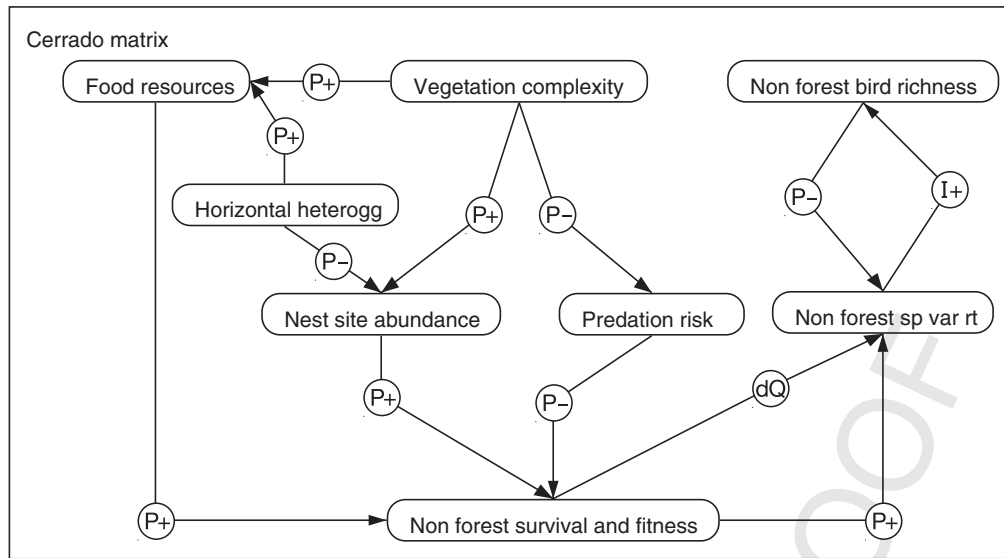 Cerrado matrix
Food resources
P+
Vegetation complexity
Non forest bird richness
P+
Horizontal heterogg
P+
P−
P−
I+
P−
Nest site abundance
Predation risk
Non forest sp var rt
P+
P−
dQ
P+
Non forest survival and fitness
P+
OOF